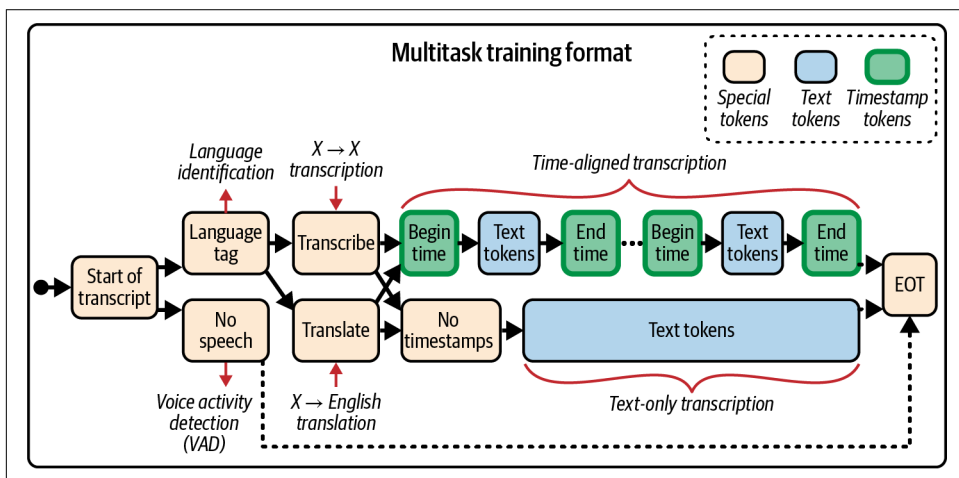 Multitask training format
Special
tokens
Text
tokens
Timestamp
tokens
Language
identification
X → X
transcription
Time-aligned transcription
Start of
transcript
Language
tag
Transcribe
Begin
time
Text
tokens
End
time
Begin
time
Text
tokens
End
time
EOT
No
speech
Translate
No
timestamps
Text tokens
Voice activity
detection
(VAD)
X → English
translation
Text-only transcription